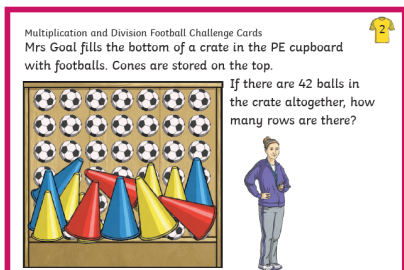 Multiplication and Division Football Challenge Cards
2
Mrs Goal fills the bottom of a crate in the PE cupboard
with footballs. Cones are stored on the top.
If there are 42 balls in
the crate altogether, how
many rows are there?